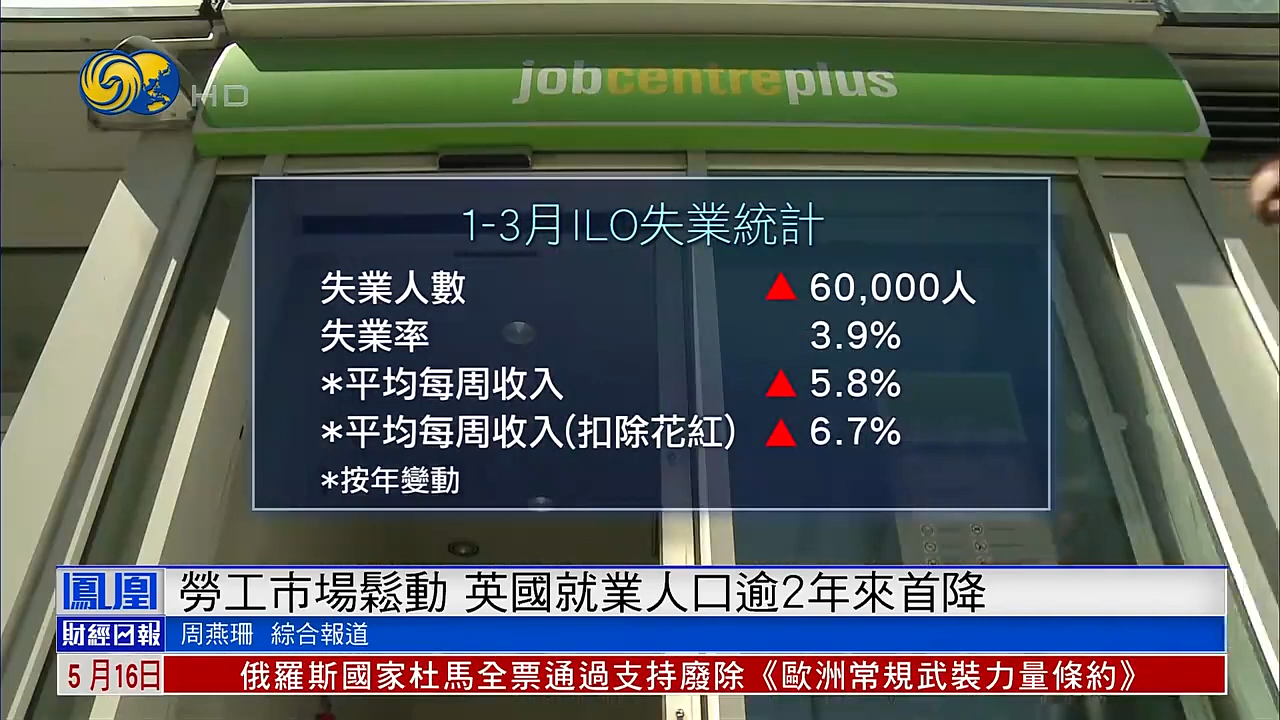 jobcentreplus
HD
1-3月ILO失業統計
失業人數 ▲ 60,000人
失業率 3.9%
*平均每周收入 ▲ 5.8%
*平均每周收入(扣除花紅) ▲ 6.7%
*按年變動
鳳凰 勞工市場鬆動 英國就業人口逾2年來首降
財經日報 周燕珊 綜合報道
5月16日 俄羅斯國家杜馬全票通過支持廢除《歐洲常規武裝力量條約》